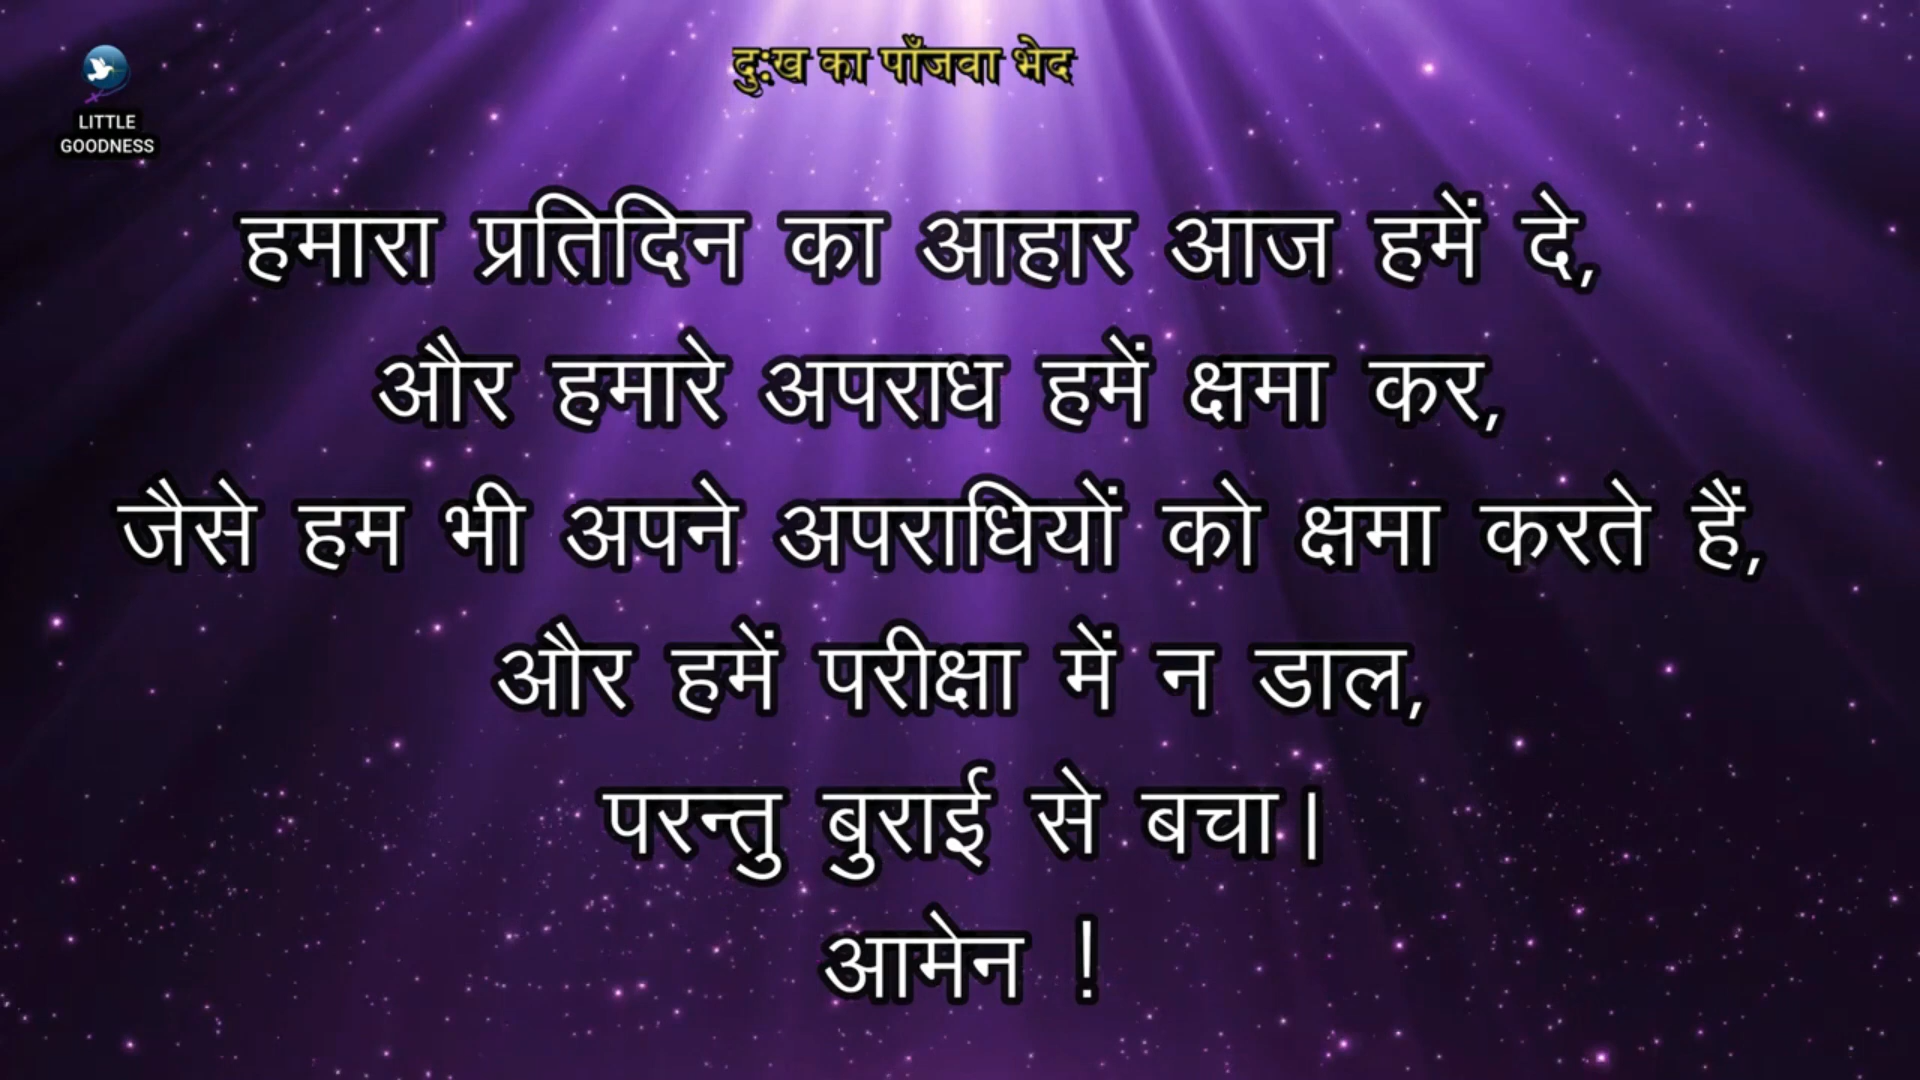 दुःख का पाँजवा भेद
LITTLE
GOODNESS
हमारा प्रतिदिन का आहार आज हमें दे,
और हमारे अपराध हमें क्षमा कर,
जैसे हम भी अपने अपराधियों को क्षमा करते हैं,
और हमें परीक्षा में न डाल,
परन्तु बुराई से बचा।
आमेन !